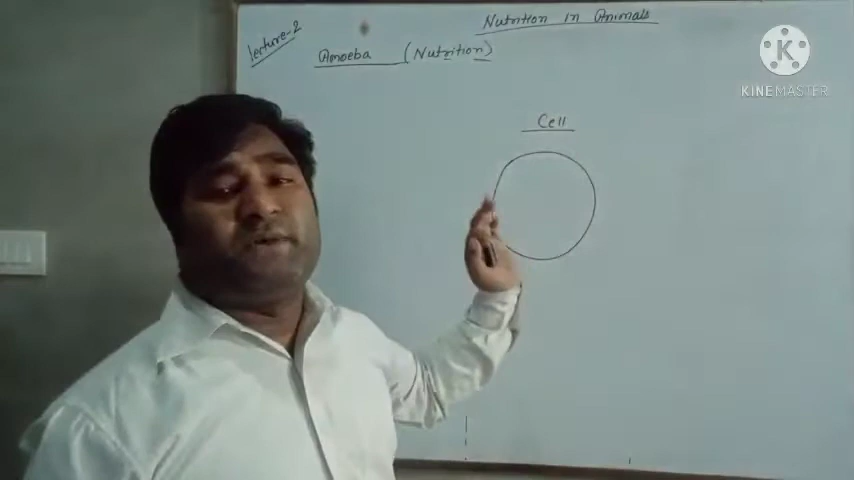 Nutrition in Animals
lecture-2
Amoeba (Nutrition)
Cell
K
KINEMASTER